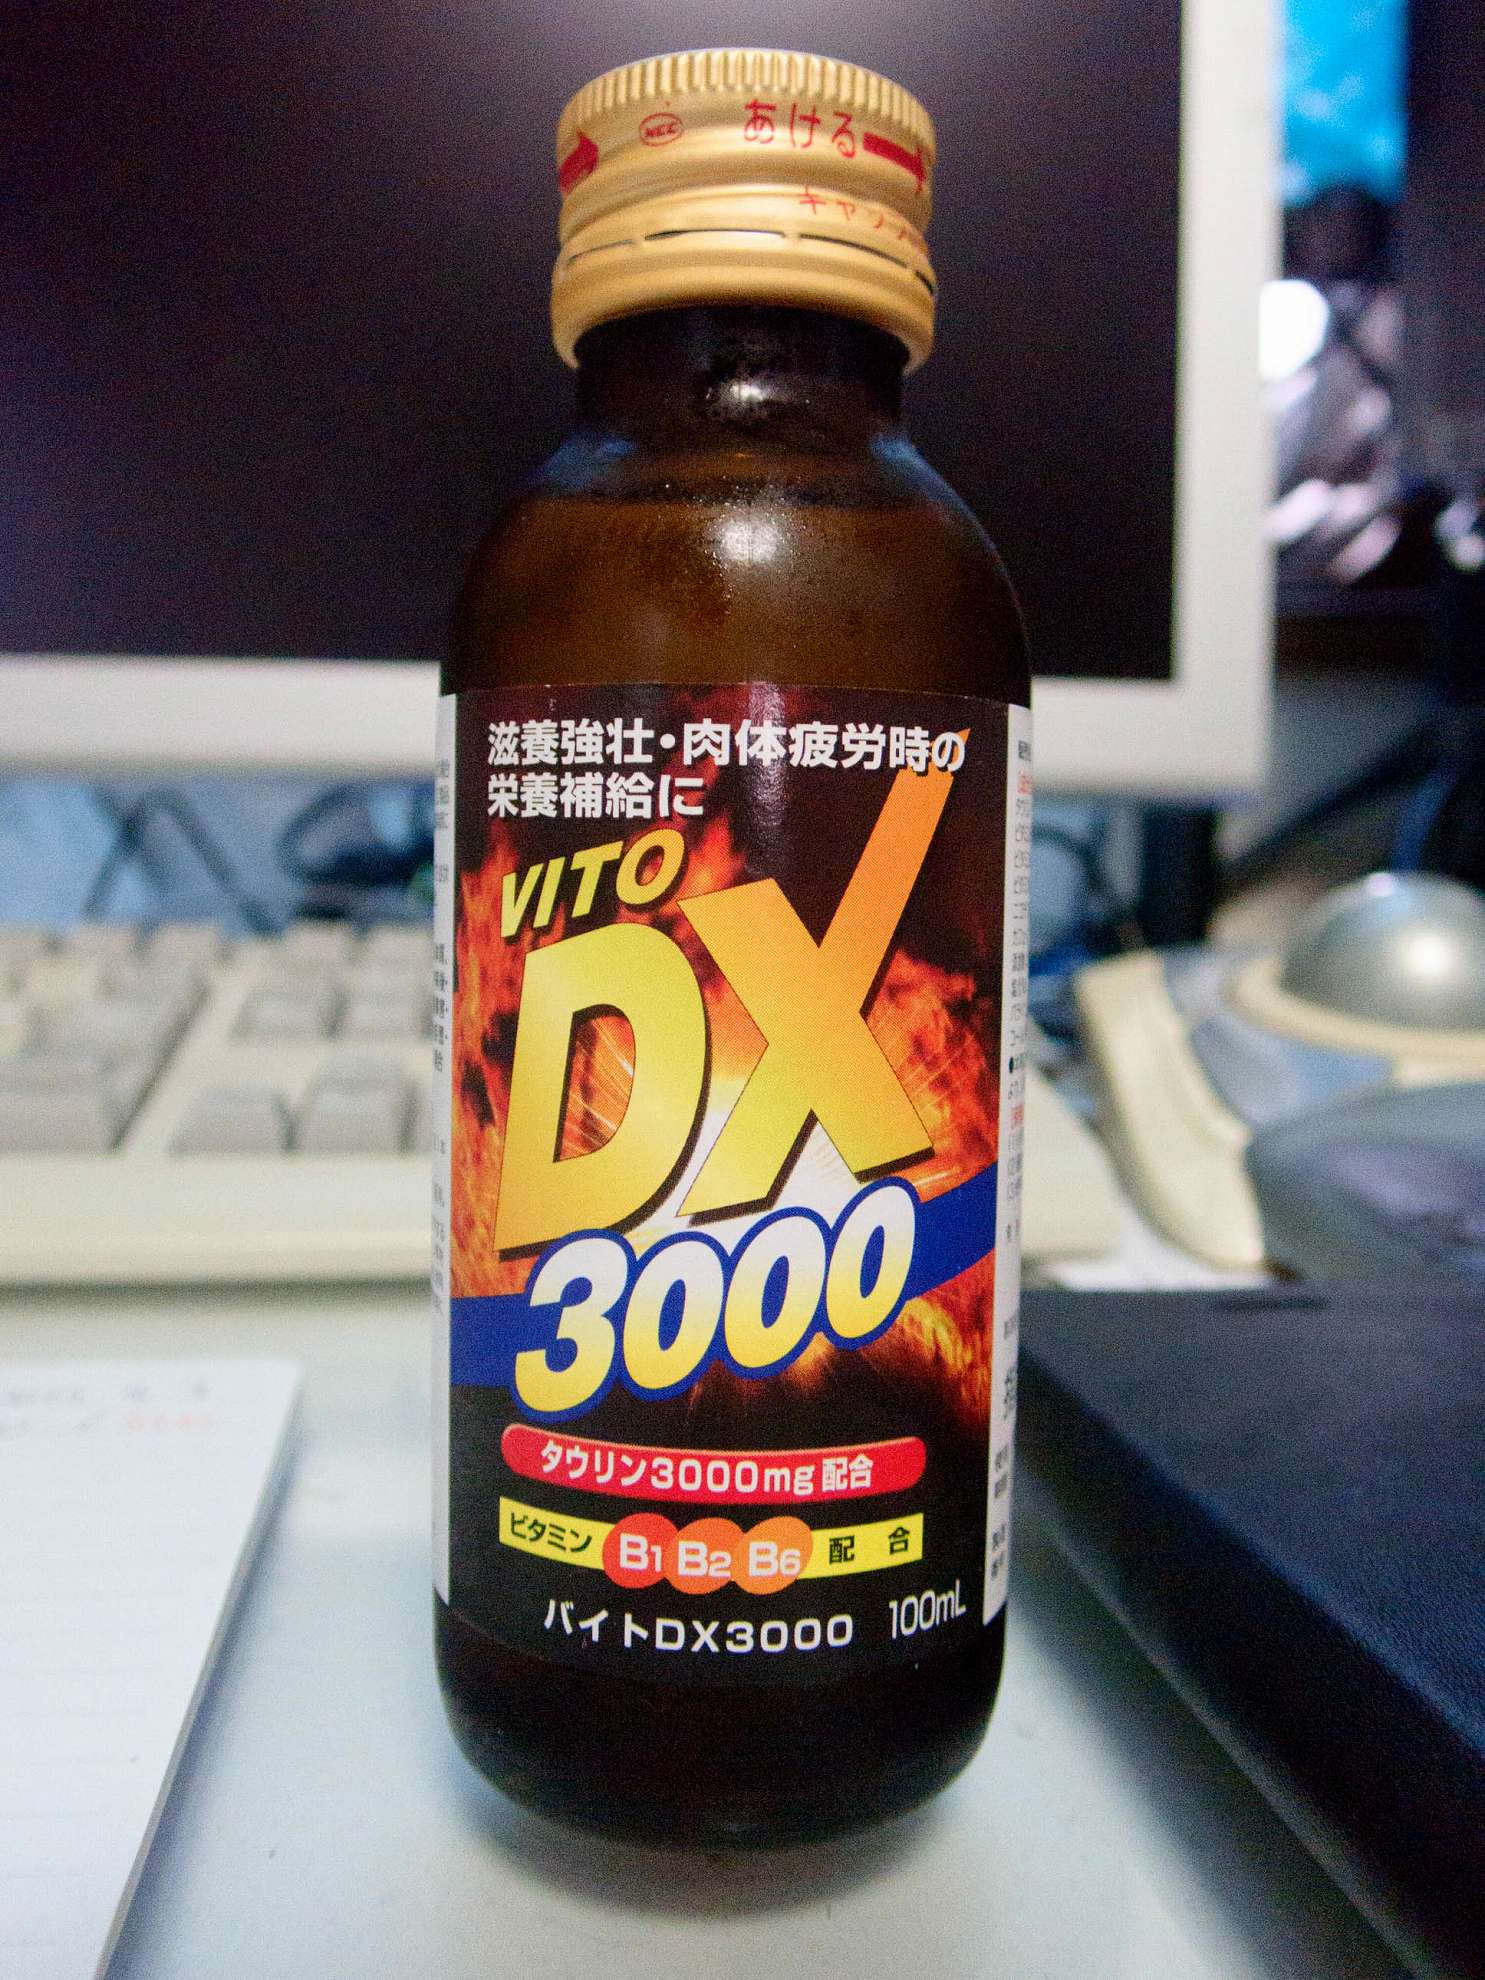 あける
滋養強壮・肉体疲労時の
栄養補給に
VITO
DX
3000
タウリン3000mg配合
ビタミン B1 B2 B6 配合
バイトDX3000 100mL